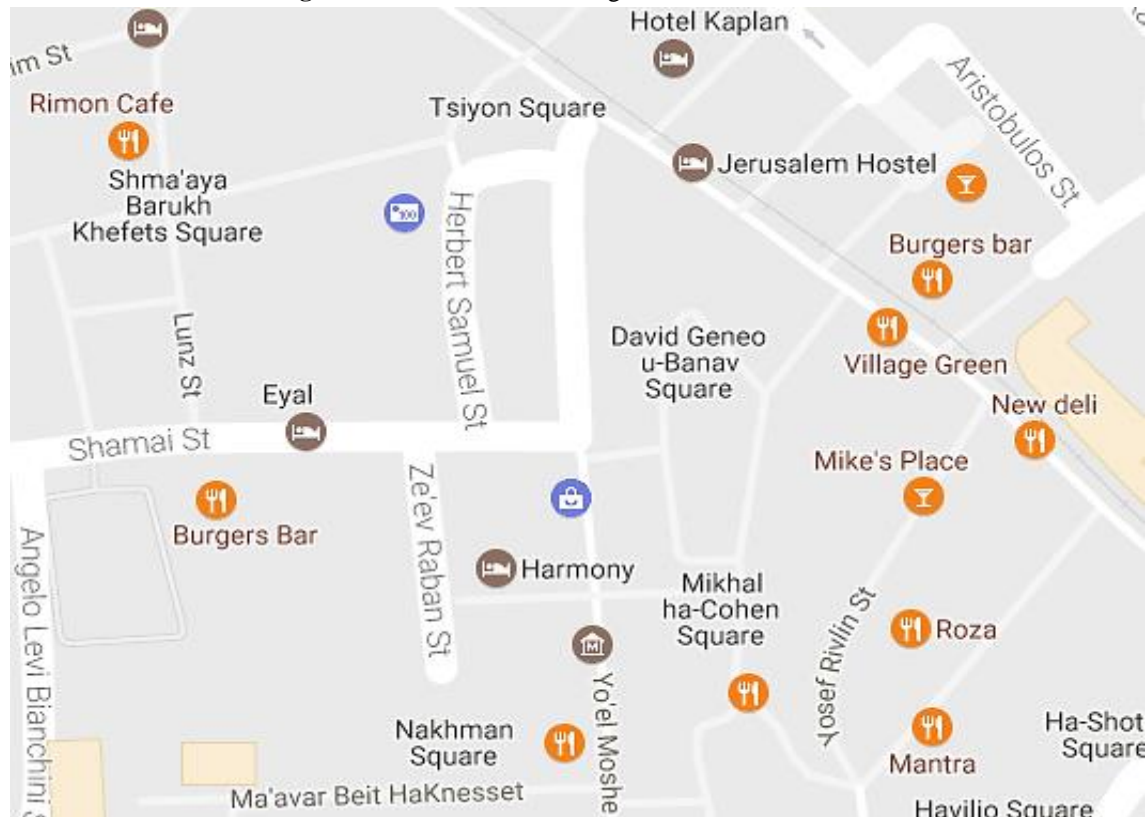 Hotel Kaplan
Rimon Cafe
Tsiyon Square
Aristobulos St
Shma'aya
Barukh
Khefets Square
100
Jerusalem Hostel
Herbert Samuel St
Burgers bar
Lunz St
David Geneo
u-Banav
Square
Village Green
Eyal
New deli
Shamai St
Mike's Place
Burgers Bar
Ze'ev Raban St
Angelo Levi Bianchini
Harmony
Mikhal
ha-Cohen
Square
Yosef Rivlin St
Roza
M
Yo'el Moshe
Nakhman
Square
Mantra
Ha-Shot
Square
Ma'avar Beit HaKnesset
Havilio Square